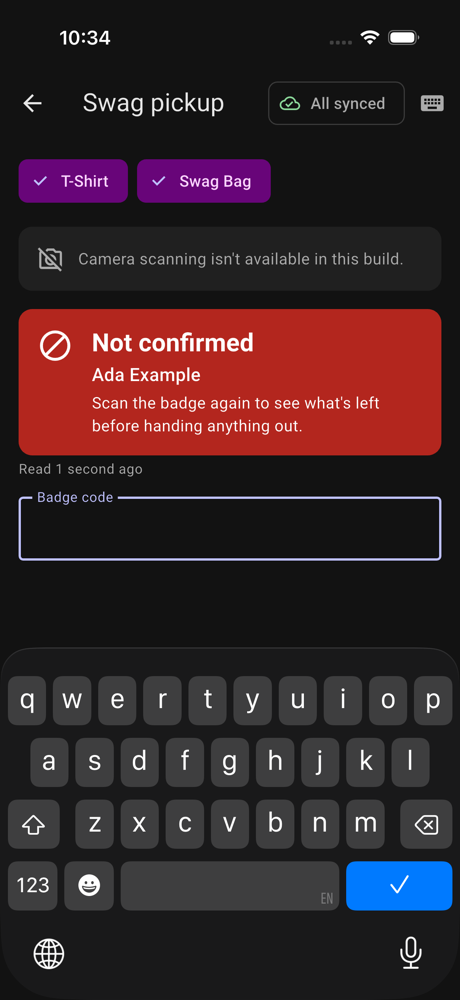 10:34
Swag pickup
All synced
T-Shirt
Swag Bag
Camera scanning isn't available in this build.
Not confirmed
Ada Example
Scan the badge again to see what's left
before handing anything out.
Read 1 second ago
Badge code
q w e r t y u i o p
a s d f g h j k l
z x c v b n m
123
EN